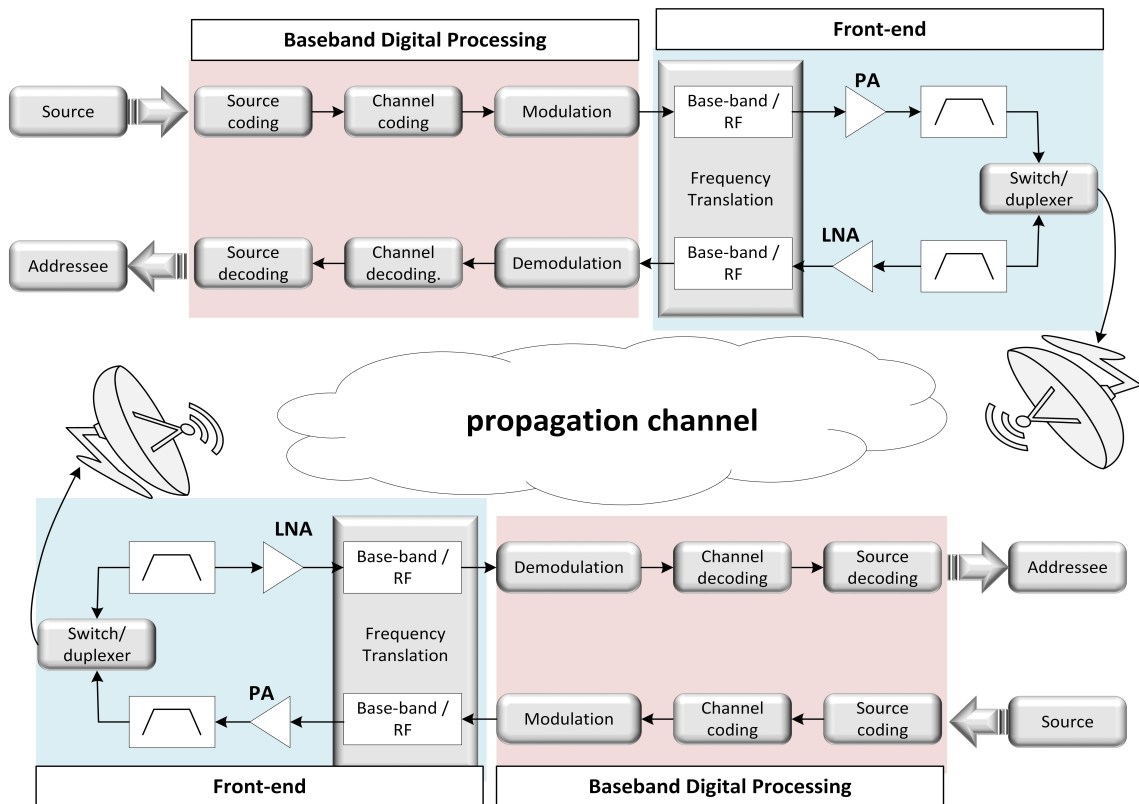 Baseband Digital Processing
Front-end
Source
Source
coding
Channel
coding
Modulation
Base-band /
RF
PA
Frequency
Translation
Switch/
duplexer
Addressee
Source
decoding
Channel
decoding.
Demodulation
Base-band /
RF
LNA
propagation channel
LNA
Base-band /
RF
Demodulation
Channel
decoding
Source
decoding
Addressee
Switch/
duplexer
Frequency
Translation
PA
Base-band /
RF
Modulation
Channel
coding
Source
coding
Source
Front-end
Baseband Digital Processing